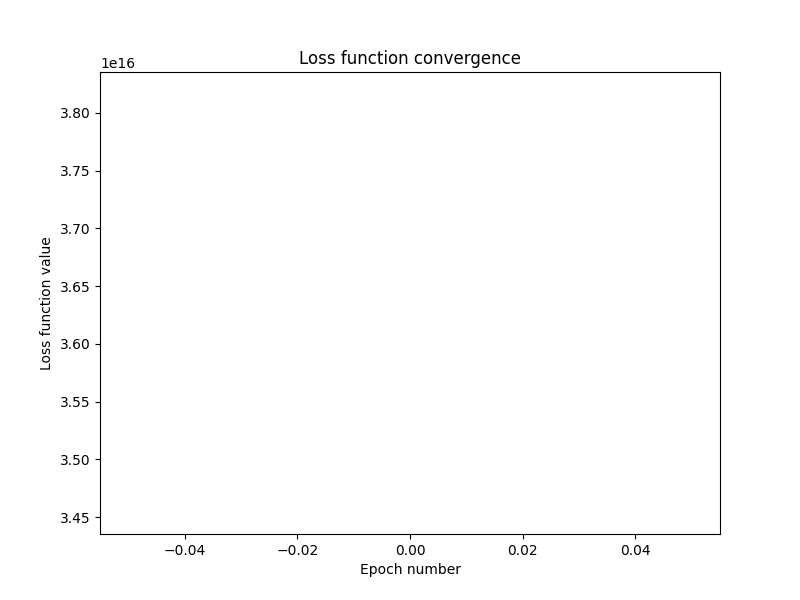 Loss function convergence
1e16
3.80
3.75
3.70
3.65
3.60
3.55
3.50
3.45
Loss function value
−0.04 −0.02 0.00 0.02 0.04
Epoch number